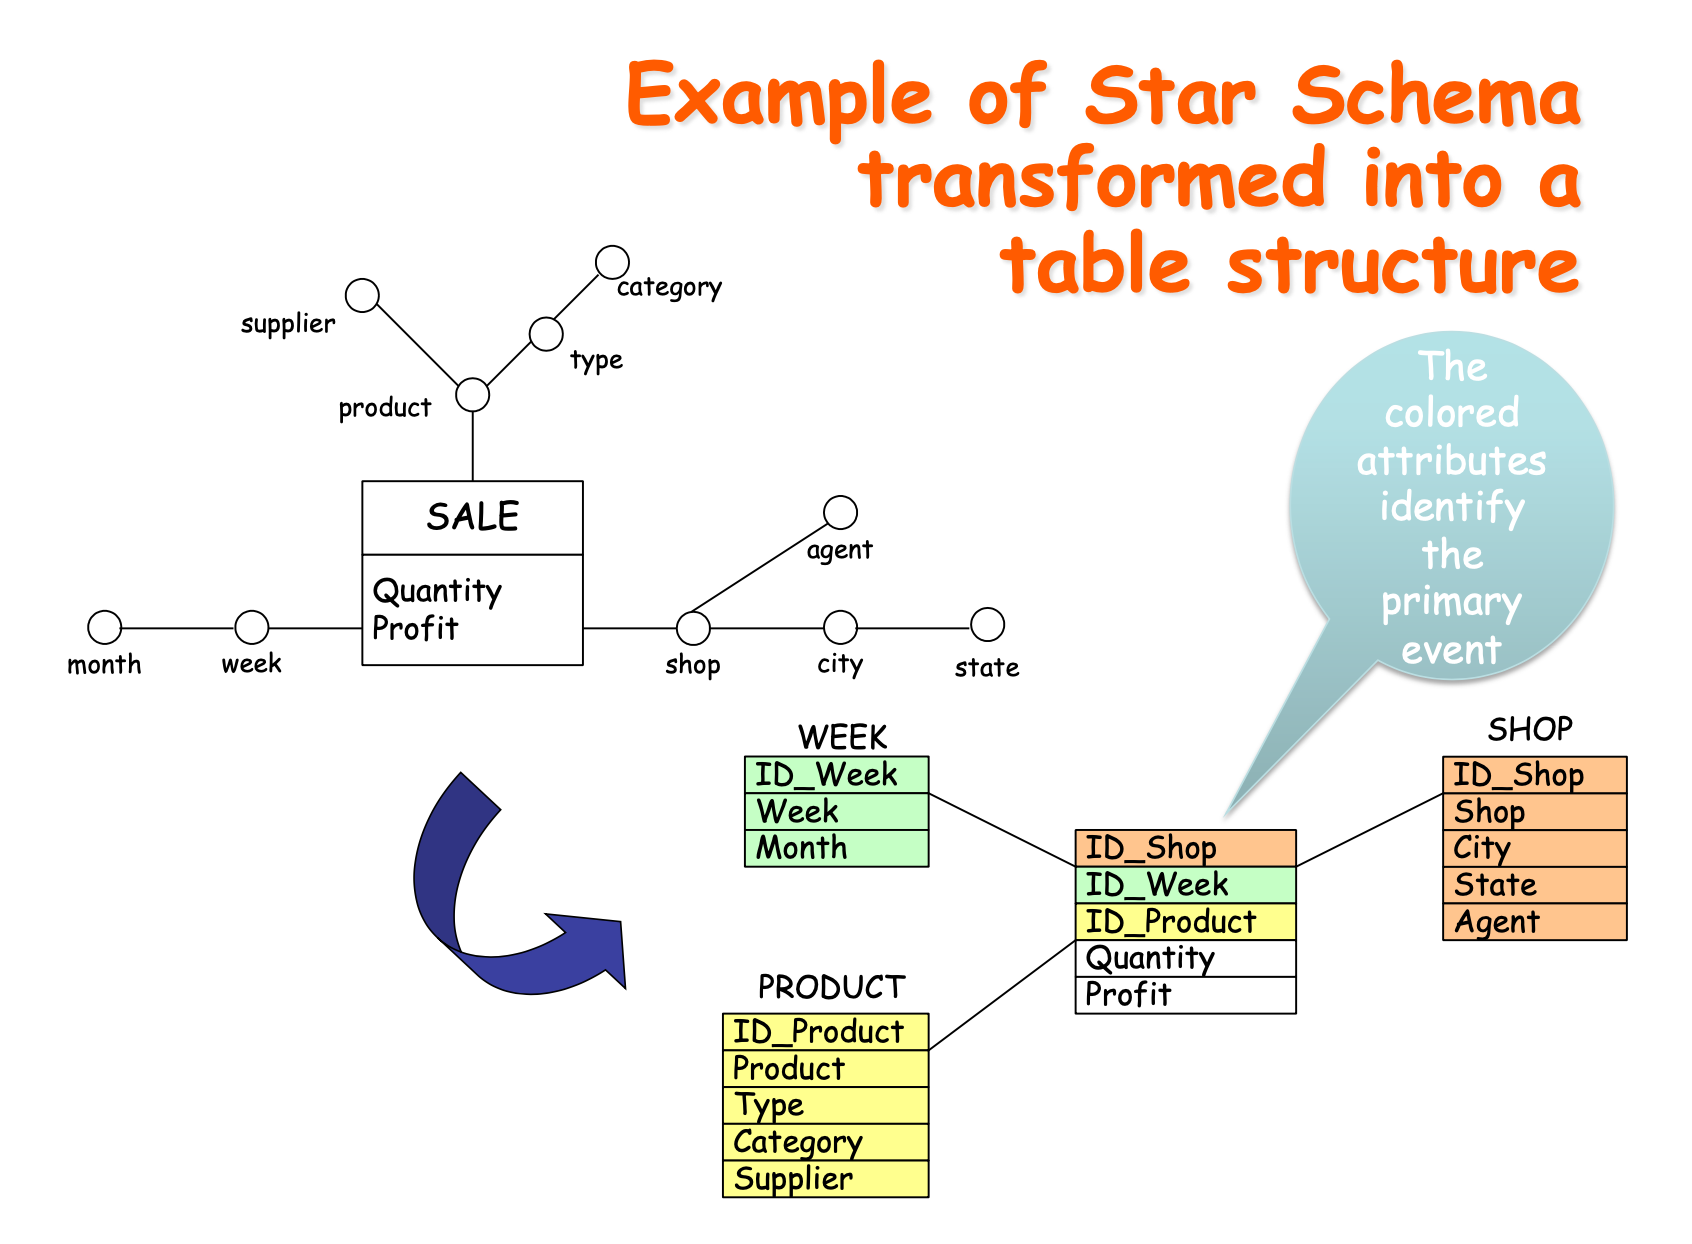 Example of Star Schema
transformed into a
table structure
category
supplier
type
product
SALE
Quantity
Profit
agent
month
week
shop
city
state
The
colored
attributes
identify
the
primary
event
WEEK
ID_Week
Week
Month
SHOP
ID_Shop
Shop
City
State
Agent
ID_Shop
ID_Week
ID_Product
Quantity
Profit
PRODUCT
ID_Product
Product
Type
Category
Supplier